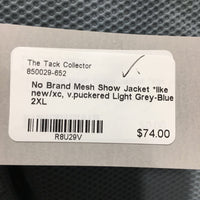 The Tack Collector
850029-652
No Brand Mesh Show Jacket *like
new/xc, v.puckered Light Grey-Blue
2XL
$74.00
R8U29V